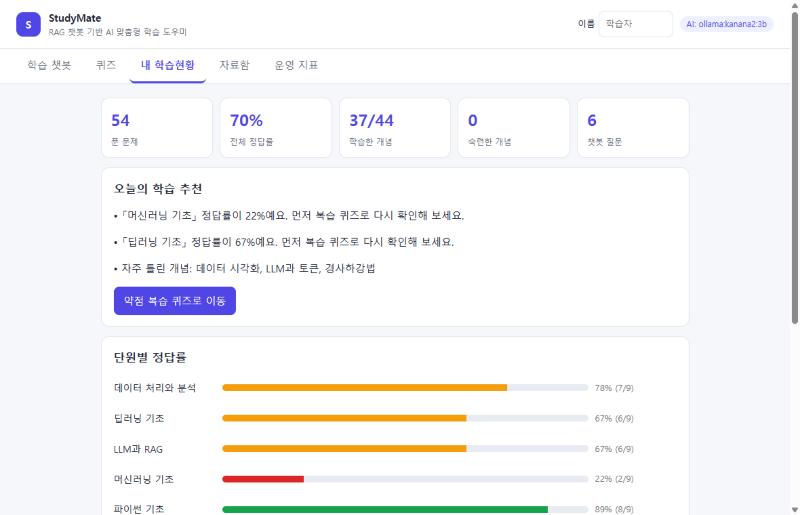 S
StudyMate
RAG 챗봇 기반 AI 맞춤형 학습 도우미
이름 학습자 AI: ollama:kanana2:3b
학습 챗봇 퀴즈 내 학습현황 자료함 운영 지표
54 70% 37/44 0 6
푼 문제 전체 정답률 학습한 개념 숙련한 개념 챗봇 질문
오늘의 학습 추천
• 「머신러닝 기초」 정답률이 22%예요. 먼저 복습 퀴즈로 다시 확인해 보세요.
• 「딥러닝 기초」 정답률이 67%예요. 먼저 복습 퀴즈로 다시 확인해 보세요.
• 자주 틀린 개념: 데이터 시각화, LLM과 토큰, 경사하강법
약점 복습 퀴즈로 이동
단원별 정답률
데이터 처리와 분석 78% (7/9)
딥러닝 기초 67% (6/9)
LLM과 RAG 67% (6/9)
머신러닝 기초 22% (2/9)
파이썬 기초 89% (8/9)